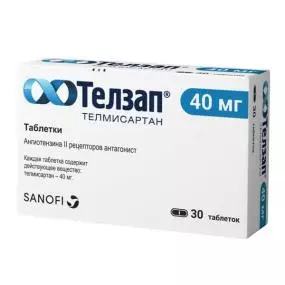 Телзап®
40 мг
ТЕЛМИСАРТАН
Таблетки
Ангиотензина II рецепторов антагонист
Каждая таблетка содержит
действующее вещество:
телмисартан – 40 мг.
SANOFI
30 таблеток
Телзап® 40 мг
30 таблеток